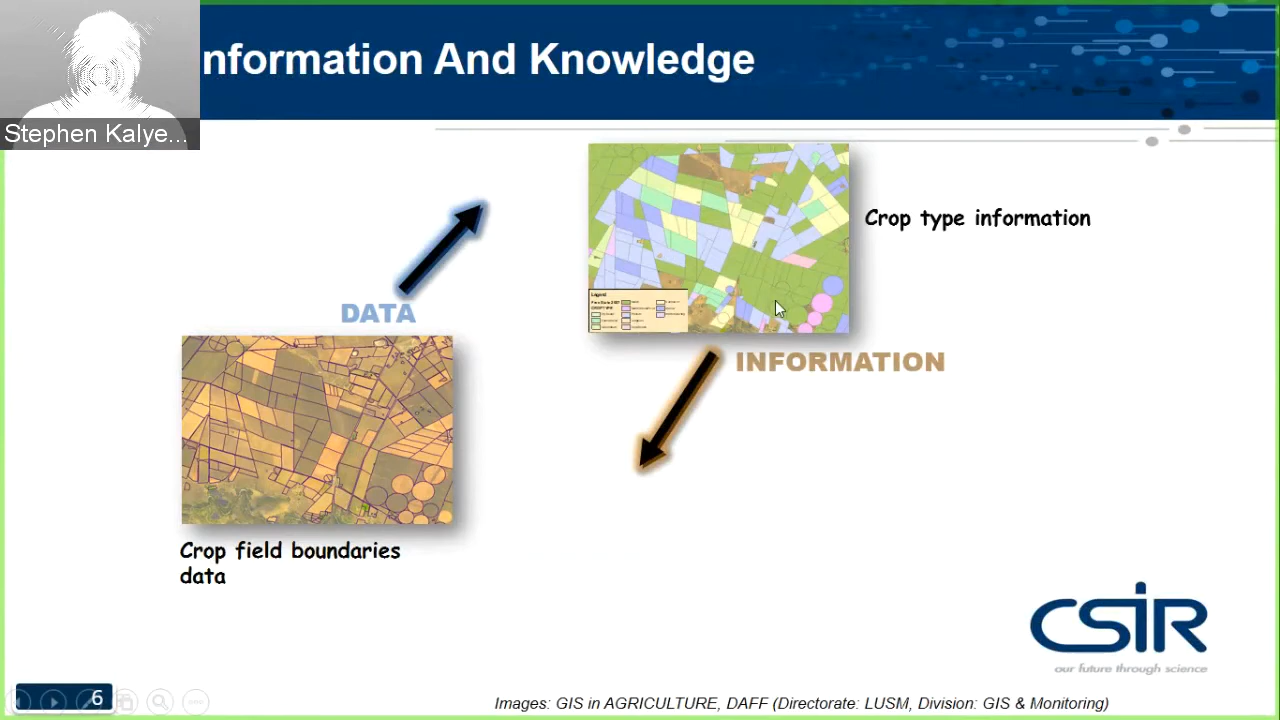 nformation And Knowledge
Stephen Kalye...
Crop type information
DATA
INFORMATION
Legend
Crop field boundaries
data
CSIR
our future through science
6
Images: GIS in AGRICULTURE, DAFF (Directorate: LUSM, Division: GIS & Monitoring)